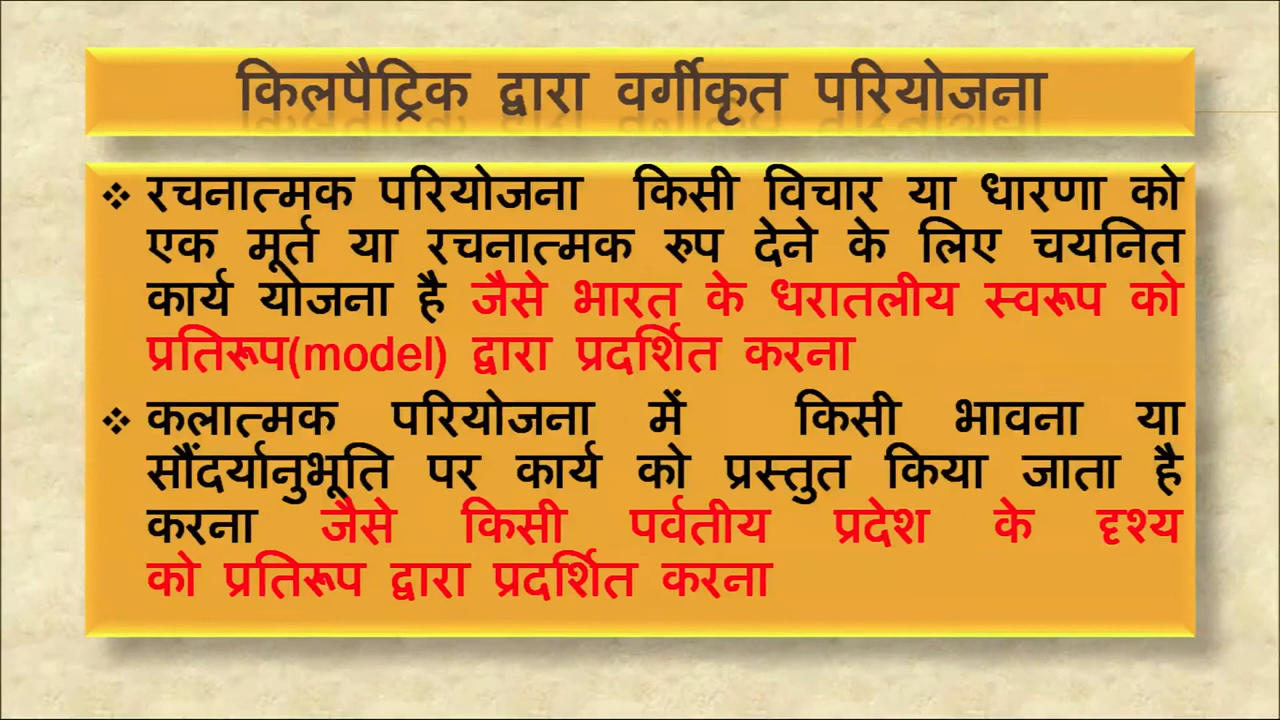 किलपैट्रिक द्वारा वर्गीकृत परियोजना
❖ रचनात्मक परियोजना किसी विचार या धारणा को
एक मूर्त या रचनात्मक रुप देने के लिए चयनित
कार्य योजना है जैसे भारत के धरातलीय स्वरूप को
प्रतिरूप(model) द्वारा प्रदर्शित करना
❖ कलात्मक परियोजना में किसी भावना या
सौंदर्यानुभूति पर कार्य को प्रस्तुत किया जाता है
करना जैसे किसी पर्वतीय प्रदेश के दृश्य
को प्रतिरूप द्वारा प्रदर्शित करना